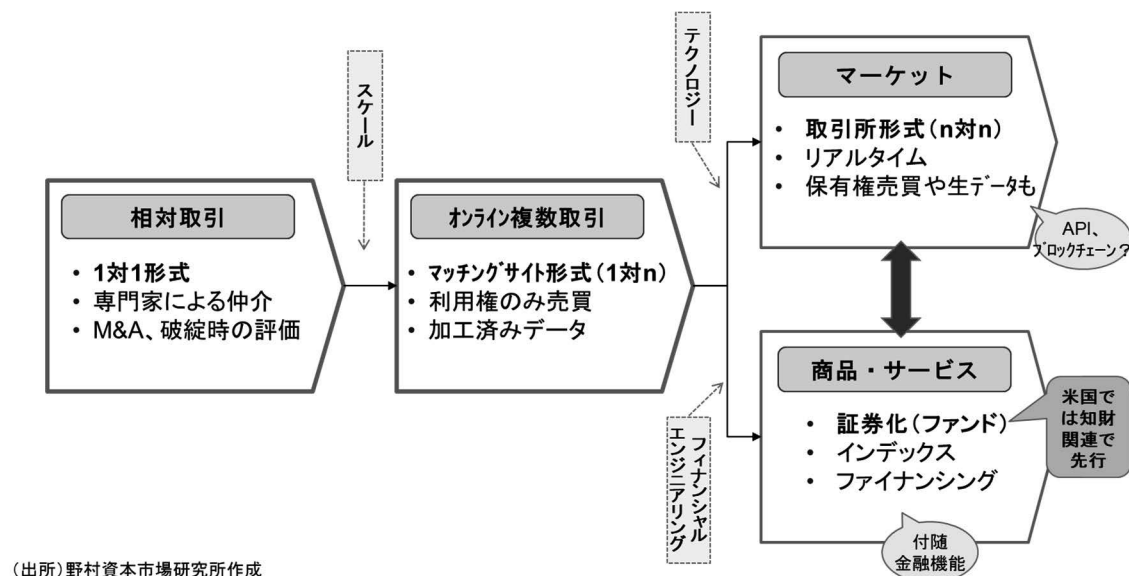 相対取引
・ 1対1形式
・ 専門家による仲介
・ M&A、破綻時の評価
スケール
オンライン複数取引
・ マッチングサイト形式(1対n)
・ 利用権のみ売買
・ 加工済みデータ
テクノロジー
マーケット
・ 取引所形式(n対n)
・ リアルタイム
・ 保有権売買や生データも
API、
ブロックチェーン?
フィナンシャル
エンジニアリング
商品・サービス
・ 証券化(ファンド)
・ インデックス
・ ファイナンシング
米国で
は知財
関連で
先行
付随
金融機能
(出所)野村資本市場研究所作成